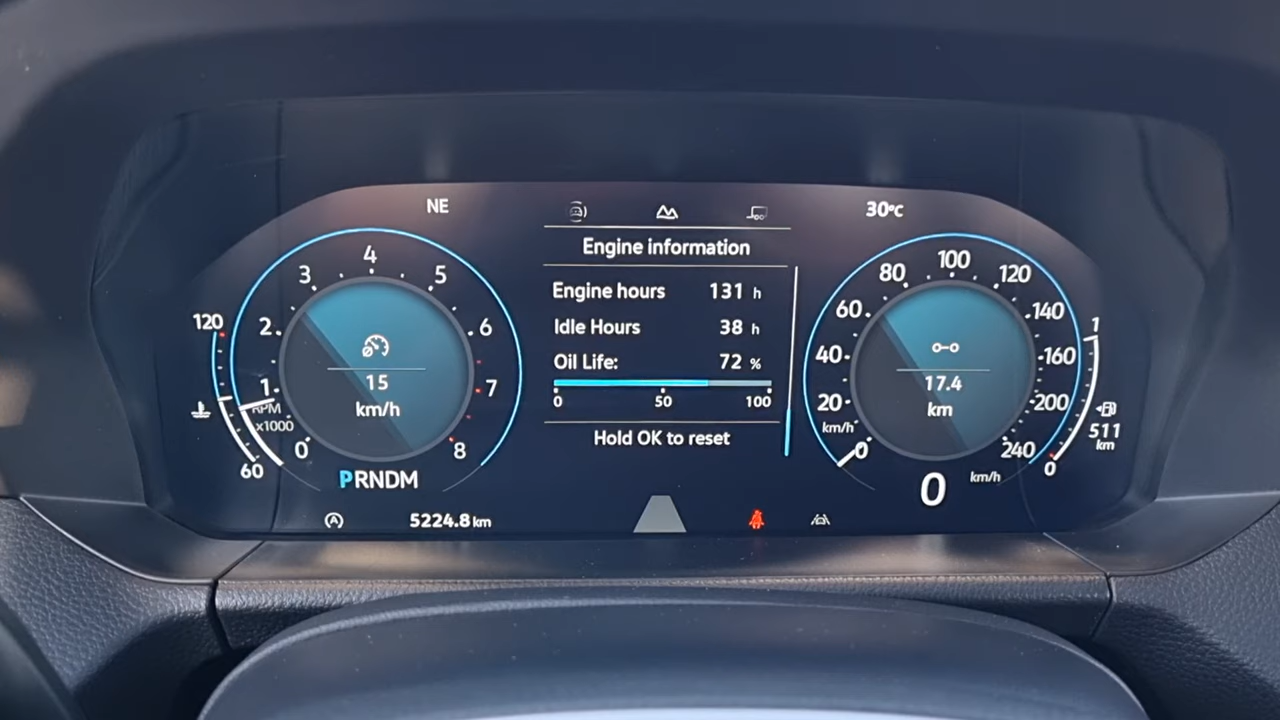 NE
30°C
Engine information
Engine hours 131 h
Idle Hours 38 h
Oil Life: 72 %
0 50 100
Hold OK to reset
120
60
0 1 2 3 4 5 6 7 8
RPM
x1000
15
km/h
PRNDM
A
5224.8 km
0 20 40 60 80 100 120 140 160 200 240
km/h
17.4
km
0 km/h
1
511
km
0